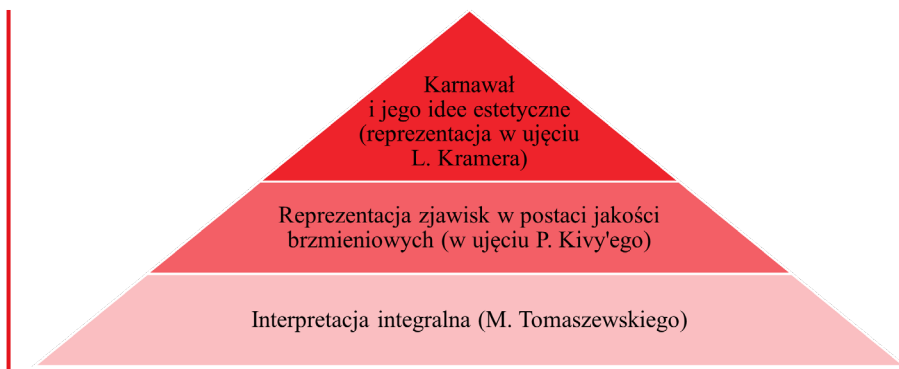 Karnawał
i jego idee estetyczne
(reprezentacja w ujęciu
L. Kramera)
Reprezentacja zjawisk w postaci jakości
brzmieniowych (w ujęciu P. Kivy'ego)
Interpretacja integralna (M. Tomaszewskiego)